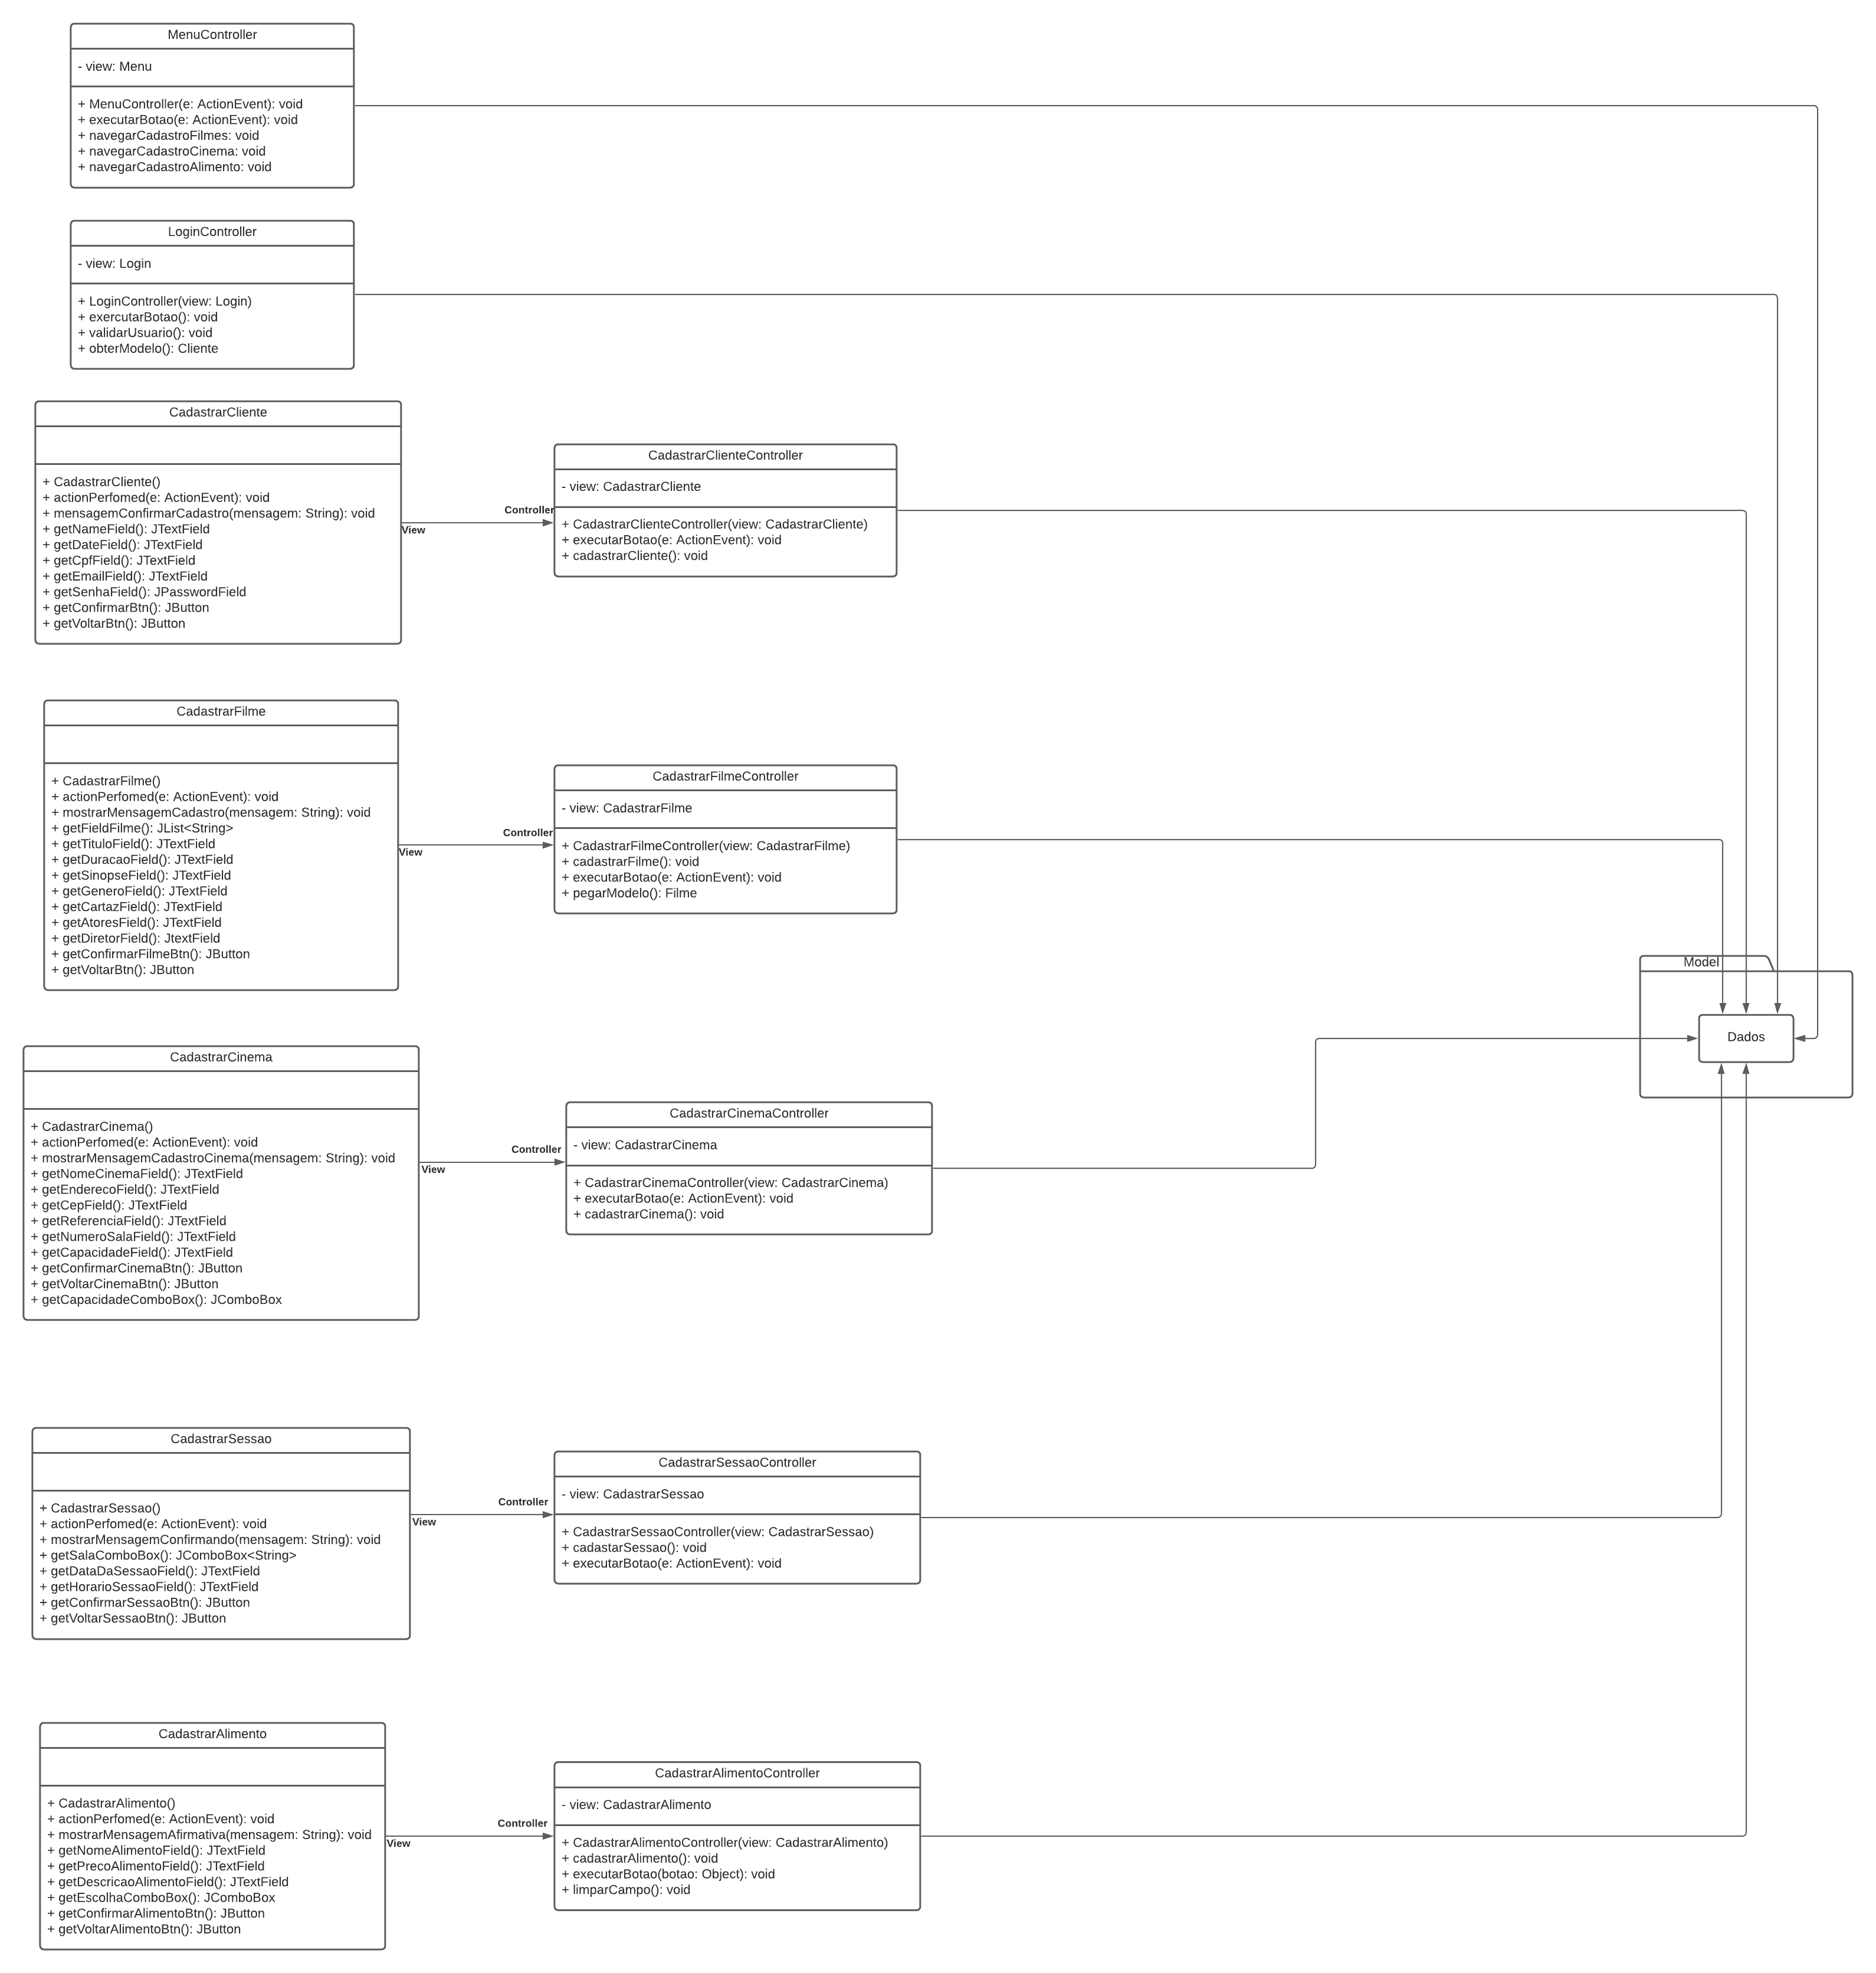 MenuController
- view: Menu
+ MenuController(e: ActionEvent): void
+ executarBotao(e: ActionEvent): void
+ navegarCadastroFilmes: void
+ navegarCadastroCinema: void
+ navegarCadastroAlimento: void
LoginController
- view: Login
+ LoginController(view: Login)
+ exercutarBotao(): void
+ validarUsuario(): void
+ obterModelo(): Cliente
CadastrarCliente
+ CadastrarCliente()
+ actionPerfomed(e: ActionEvent): void
+ mensagemConfirmarCadastro(mensagem: String): void
+ getNameField(): JTextField
+ getDateField(): JTextField
+ getCpfField(): JTextField
+ getEmailField(): JTextField
+ getSenhaField(): JPasswordField
+ getConfirmarBtn(): JButton
+ getVoltarBtn(): JButton
View
Controller
CadastrarClienteController
- view: CadastrarCliente
+ CadastrarClienteController(view: CadastrarCliente)
+ executarBotao(e: ActionEvent): void
+ cadastrarCliente(): void
CadastrarFilme
+ CadastrarFilme()
+ actionPerfomed(e: ActionEvent): void
+ mostrarMensagemCadastro(mensagem: String): void
+ getFieldFilme(): JList<String>
+ getTituloField(): JTextField
+ getDuracaoField(): JTextField
+ getSinopseField(): JTextField
+ getGeneroField(): JTextField
+ getCartazField(): JTextField
+ getAtoresField(): JTextField
+ getDiretorField(): JtextField
+ getConfirmarFilmeBtn(): JButton
+ getVoltarBtn(): JButton
View
Controller
CadastrarFilmeController
- view: CadastrarFilme
+ CadastrarFilmeController(view: CadastrarFilme)
+ cadastrarFilme(): void
+ executarBotao(e: ActionEvent): void
+ pegarModelo(): Filme
Model
Dados
CadastrarCinema
+ CadastrarCinema()
+ actionPerfomed(e: ActionEvent): void
+ mostrarMensagemCadastroCinema(mensagem: String): void
+ getNomeCinemaField(): JTextField
+ getEnderecoField(): JTextField
+ getCepField(): JTextField
+ getReferenciaField(): JTextField
+ getNumeroSalaField(): JTextField
+ getCapacidadeField(): JTextField
+ getConfirmarCinemaBtn(): JButton
+ getVoltarCinemaBtn(): JButton
+ getCapacidadeComboBox(): JComboBox
View
Controller
CadastrarCinemaController
- view: CadastrarCinema
+ CadastrarCinemaController(view: CadastrarCinema)
+ executarBotao(e: ActionEvent): void
+ cadastrarCinema(): void
CadastrarSessao
+ CadastrarSessao()
+ actionPerfomed(e: ActionEvent): void
+ mostrarMensagemConfirmando(mensagem: String): void
+ getSalaComboBox(): JComboBox<String>
+ getDataDaSessaoField(): JTextField
+ getHorarioSessaoField(): JTextField
+ getConfirmarSessaoBtn(): JButton
+ getVoltarSessaoBtn(): JButton
View
Controller
CadastrarSessaoController
- view: CadastrarSessao
+ CadastrarSessaoController(view: CadastrarSessao)
+ cadastarSessao(): void
+ executarBotao(e: ActionEvent): void
CadastrarAlimento
+ CadastrarAlimento()
+ actionPerfomed(e: ActionEvent): void
+ mostrarMensagemAfirmativa(mensagem: String): void
+ getNomeAlimentoField(): JTextField
+ getPrecoAlimentoField(): JTextField
+ getDescricaoAlimentoField(): JTextField
+ getEscolhaComboBox(): JComboBox
+ getConfirmarAlimentoBtn(): JButton
+ getVoltarAlimentoBtn(): JButton
View
Controller
CadastrarAlimentoController
- view: CadastrarAlimento
+ CadastrarAlimentoController(view: CadastrarAlimento)
+ cadastrarAlimento(): void
+ executarBotao(botao: Object): void
+ limparCampo(): void